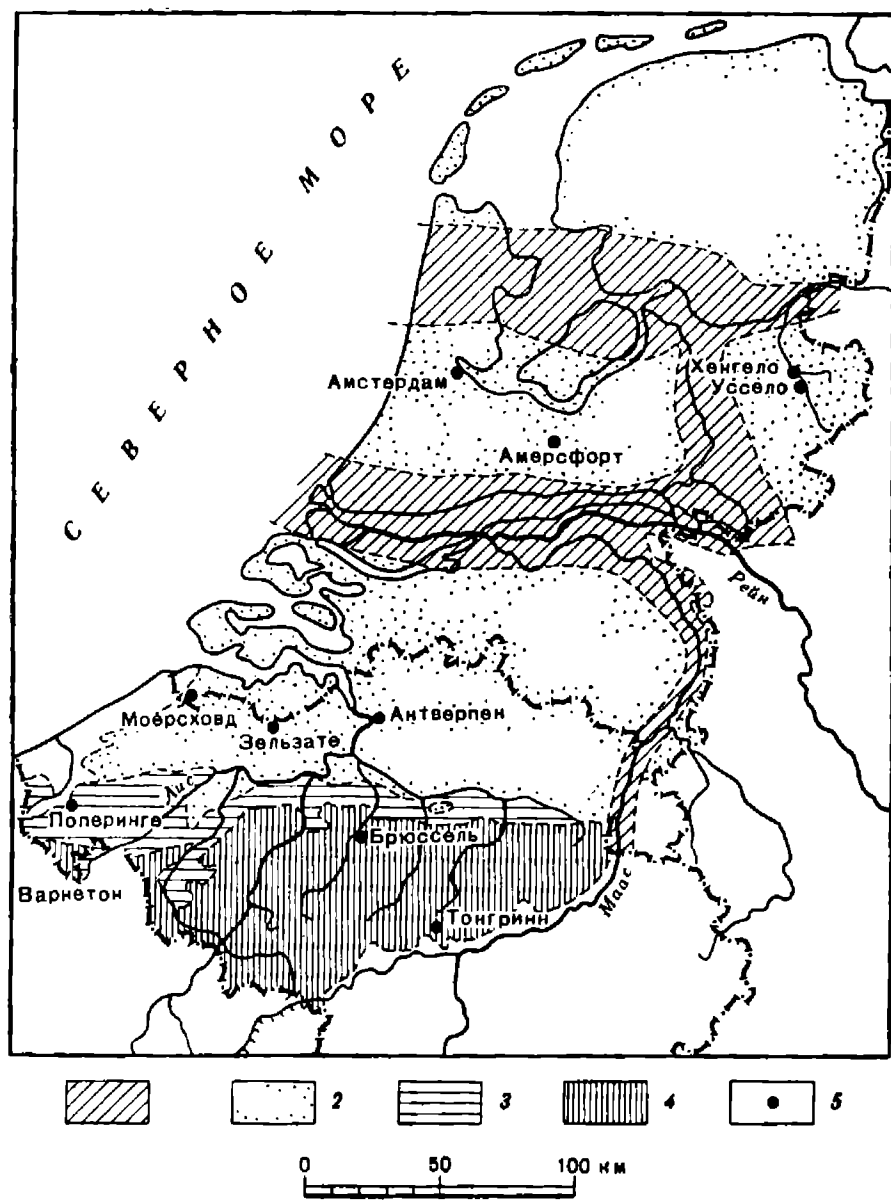 СЕВЕРНОЕ МОРЕ
Амстердам
Хенгело
Уссело
Амерсфорт
Рейн
Моерсховд
Антверпен
Зельзате
Лис
Поперинге
Брюссель
Варнетон
Тонгринн
Маас
2 3 4 5
0 50 100 км